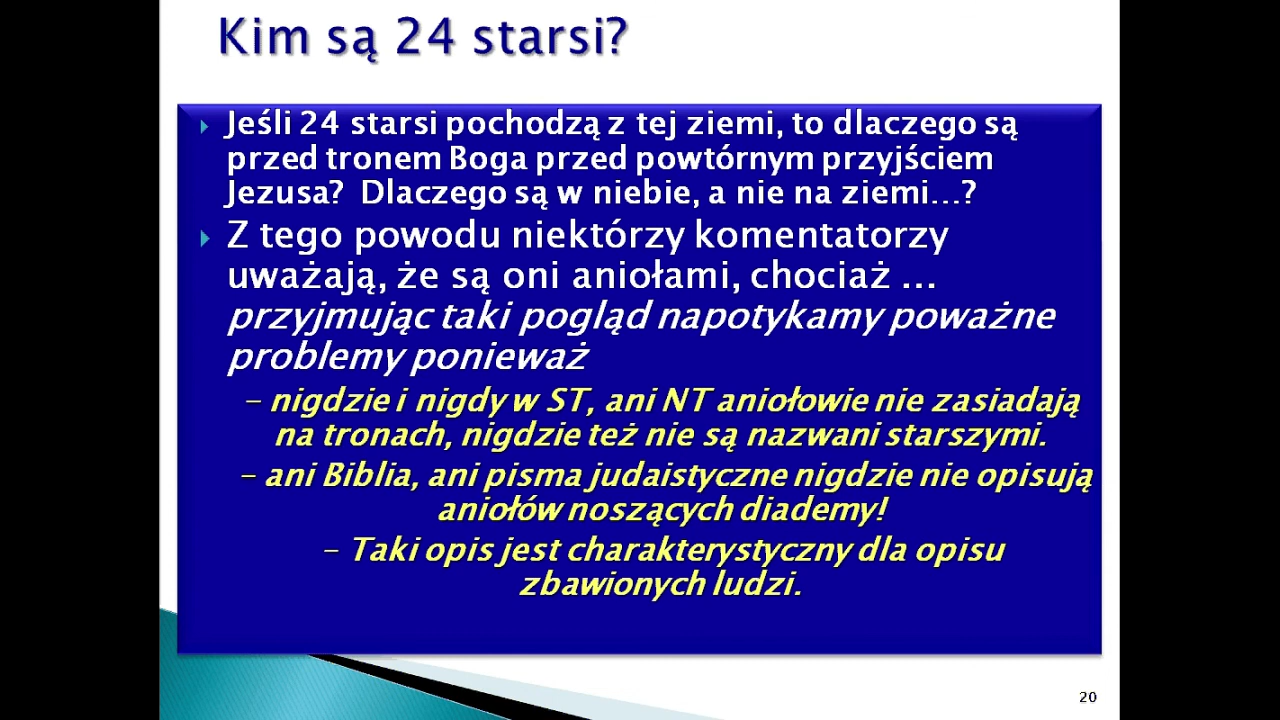 Kim są 24 starsi?
Jeśli 24 starsi pochodzą z tej ziemi, to dlaczego są
przed tronem Boga przed powtórnym przyjściem
Jezusa? Dlaczego są w niebie, a nie na ziemi...?
Z tego powodu niektórzy komentatorzy
uważają, że są oni aniołami, chociaż ...
przyjmując taki pogląd napotykamy poważne
problemy ponieważ
- nigdzie i nigdy w ST, ani NT aniołowie nie zasiadają
na tronach, nigdzie też nie są nazwani starszymi.
- ani Biblia, ani pisma judaistyczne nigdzie nie opisują
aniołów noszących diademy!
- Taki opis jest charakterystyczny dla opisu
zbawionych ludzi.
20